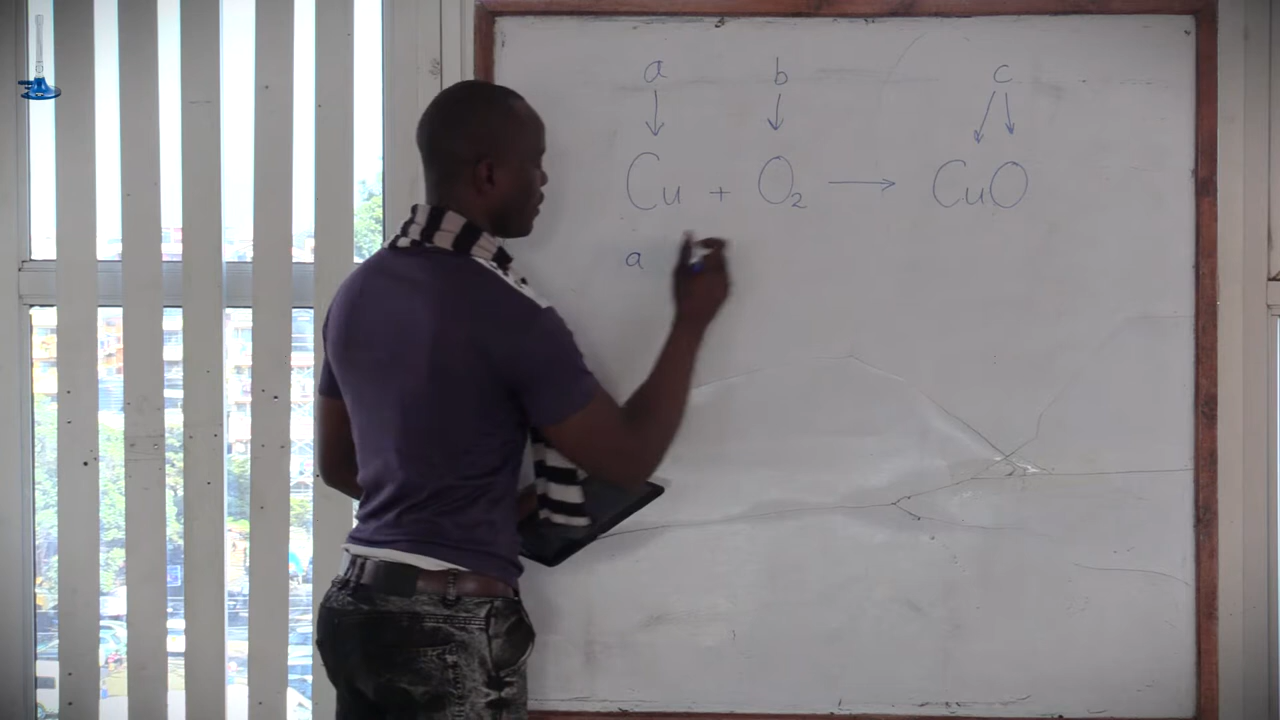 a b c
↓ ↓ ↙ ↓
Cu + O₂ → CuO
a